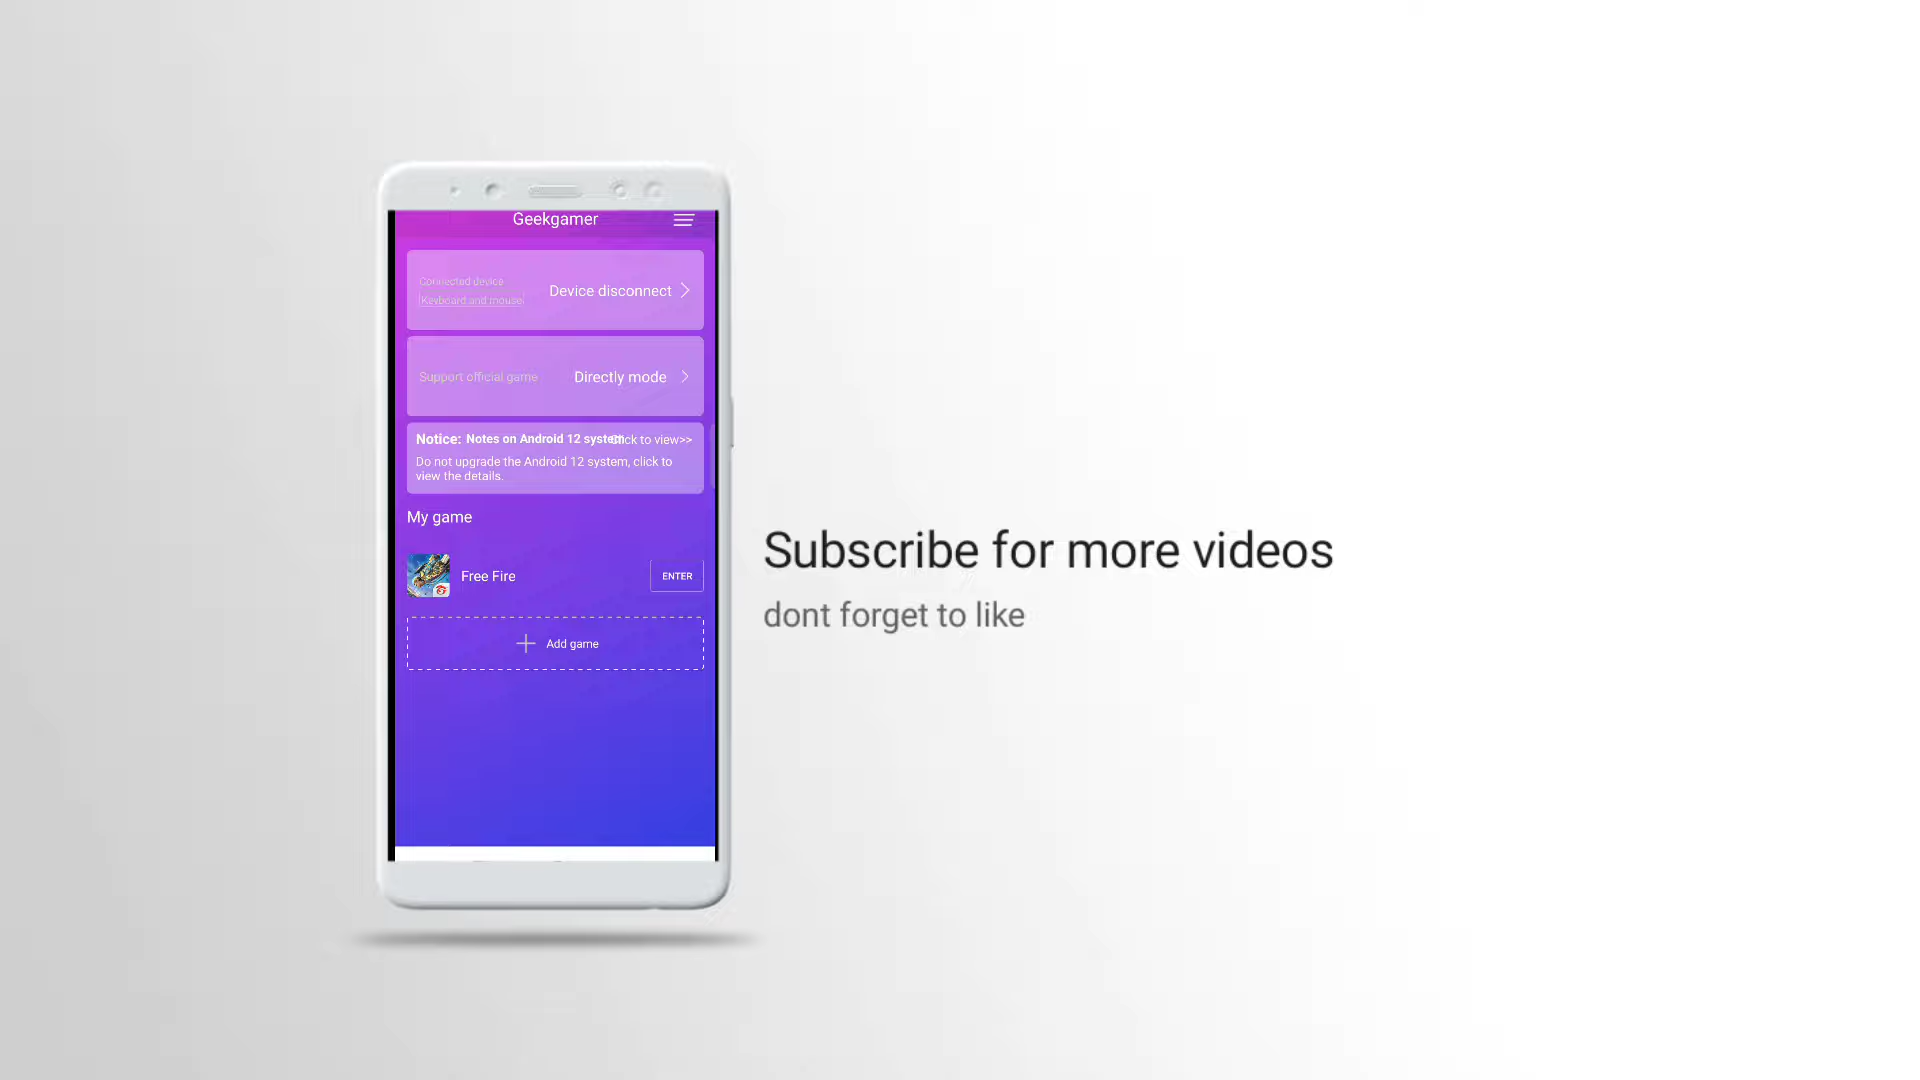 Geekgamer
Connected device
Keyboard and mouse
Device disconnect
Support official game
Directly mode
Notice: Notes on Android 12 system
Click to view>>
Do not upgrade the Android 12 system, click to
view the details.
My game
Free Fire
ENTER
Add game
Subscribe for more videos
dont forget to like